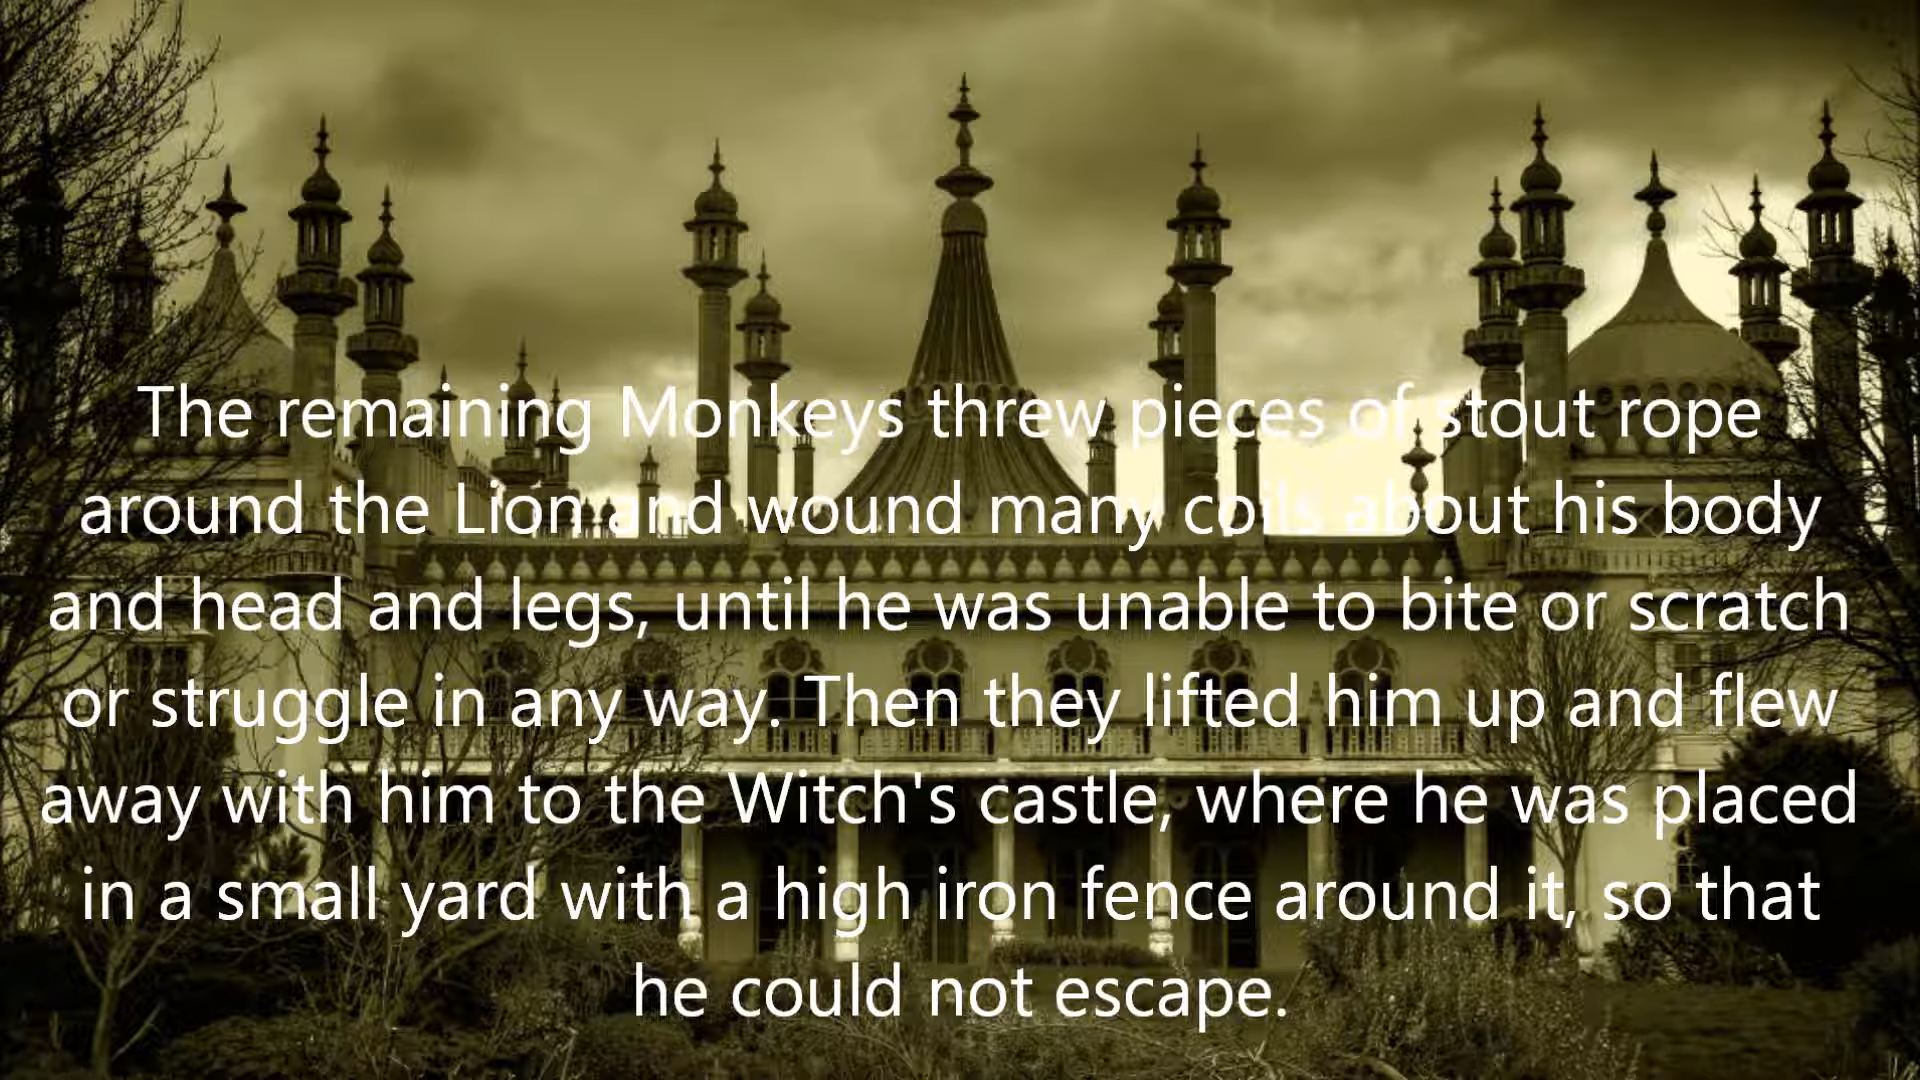 The remaining Monkeys threw pieces of stout rope
around the Lion and wound many coils about his body
and head and legs, until he was unable to bite or scratch
or struggle in any way. Then they lifted him up and flew
away with him to the Witch's castle, where he was placed
in a small yard with a high iron fence around it, so that
he could not escape.